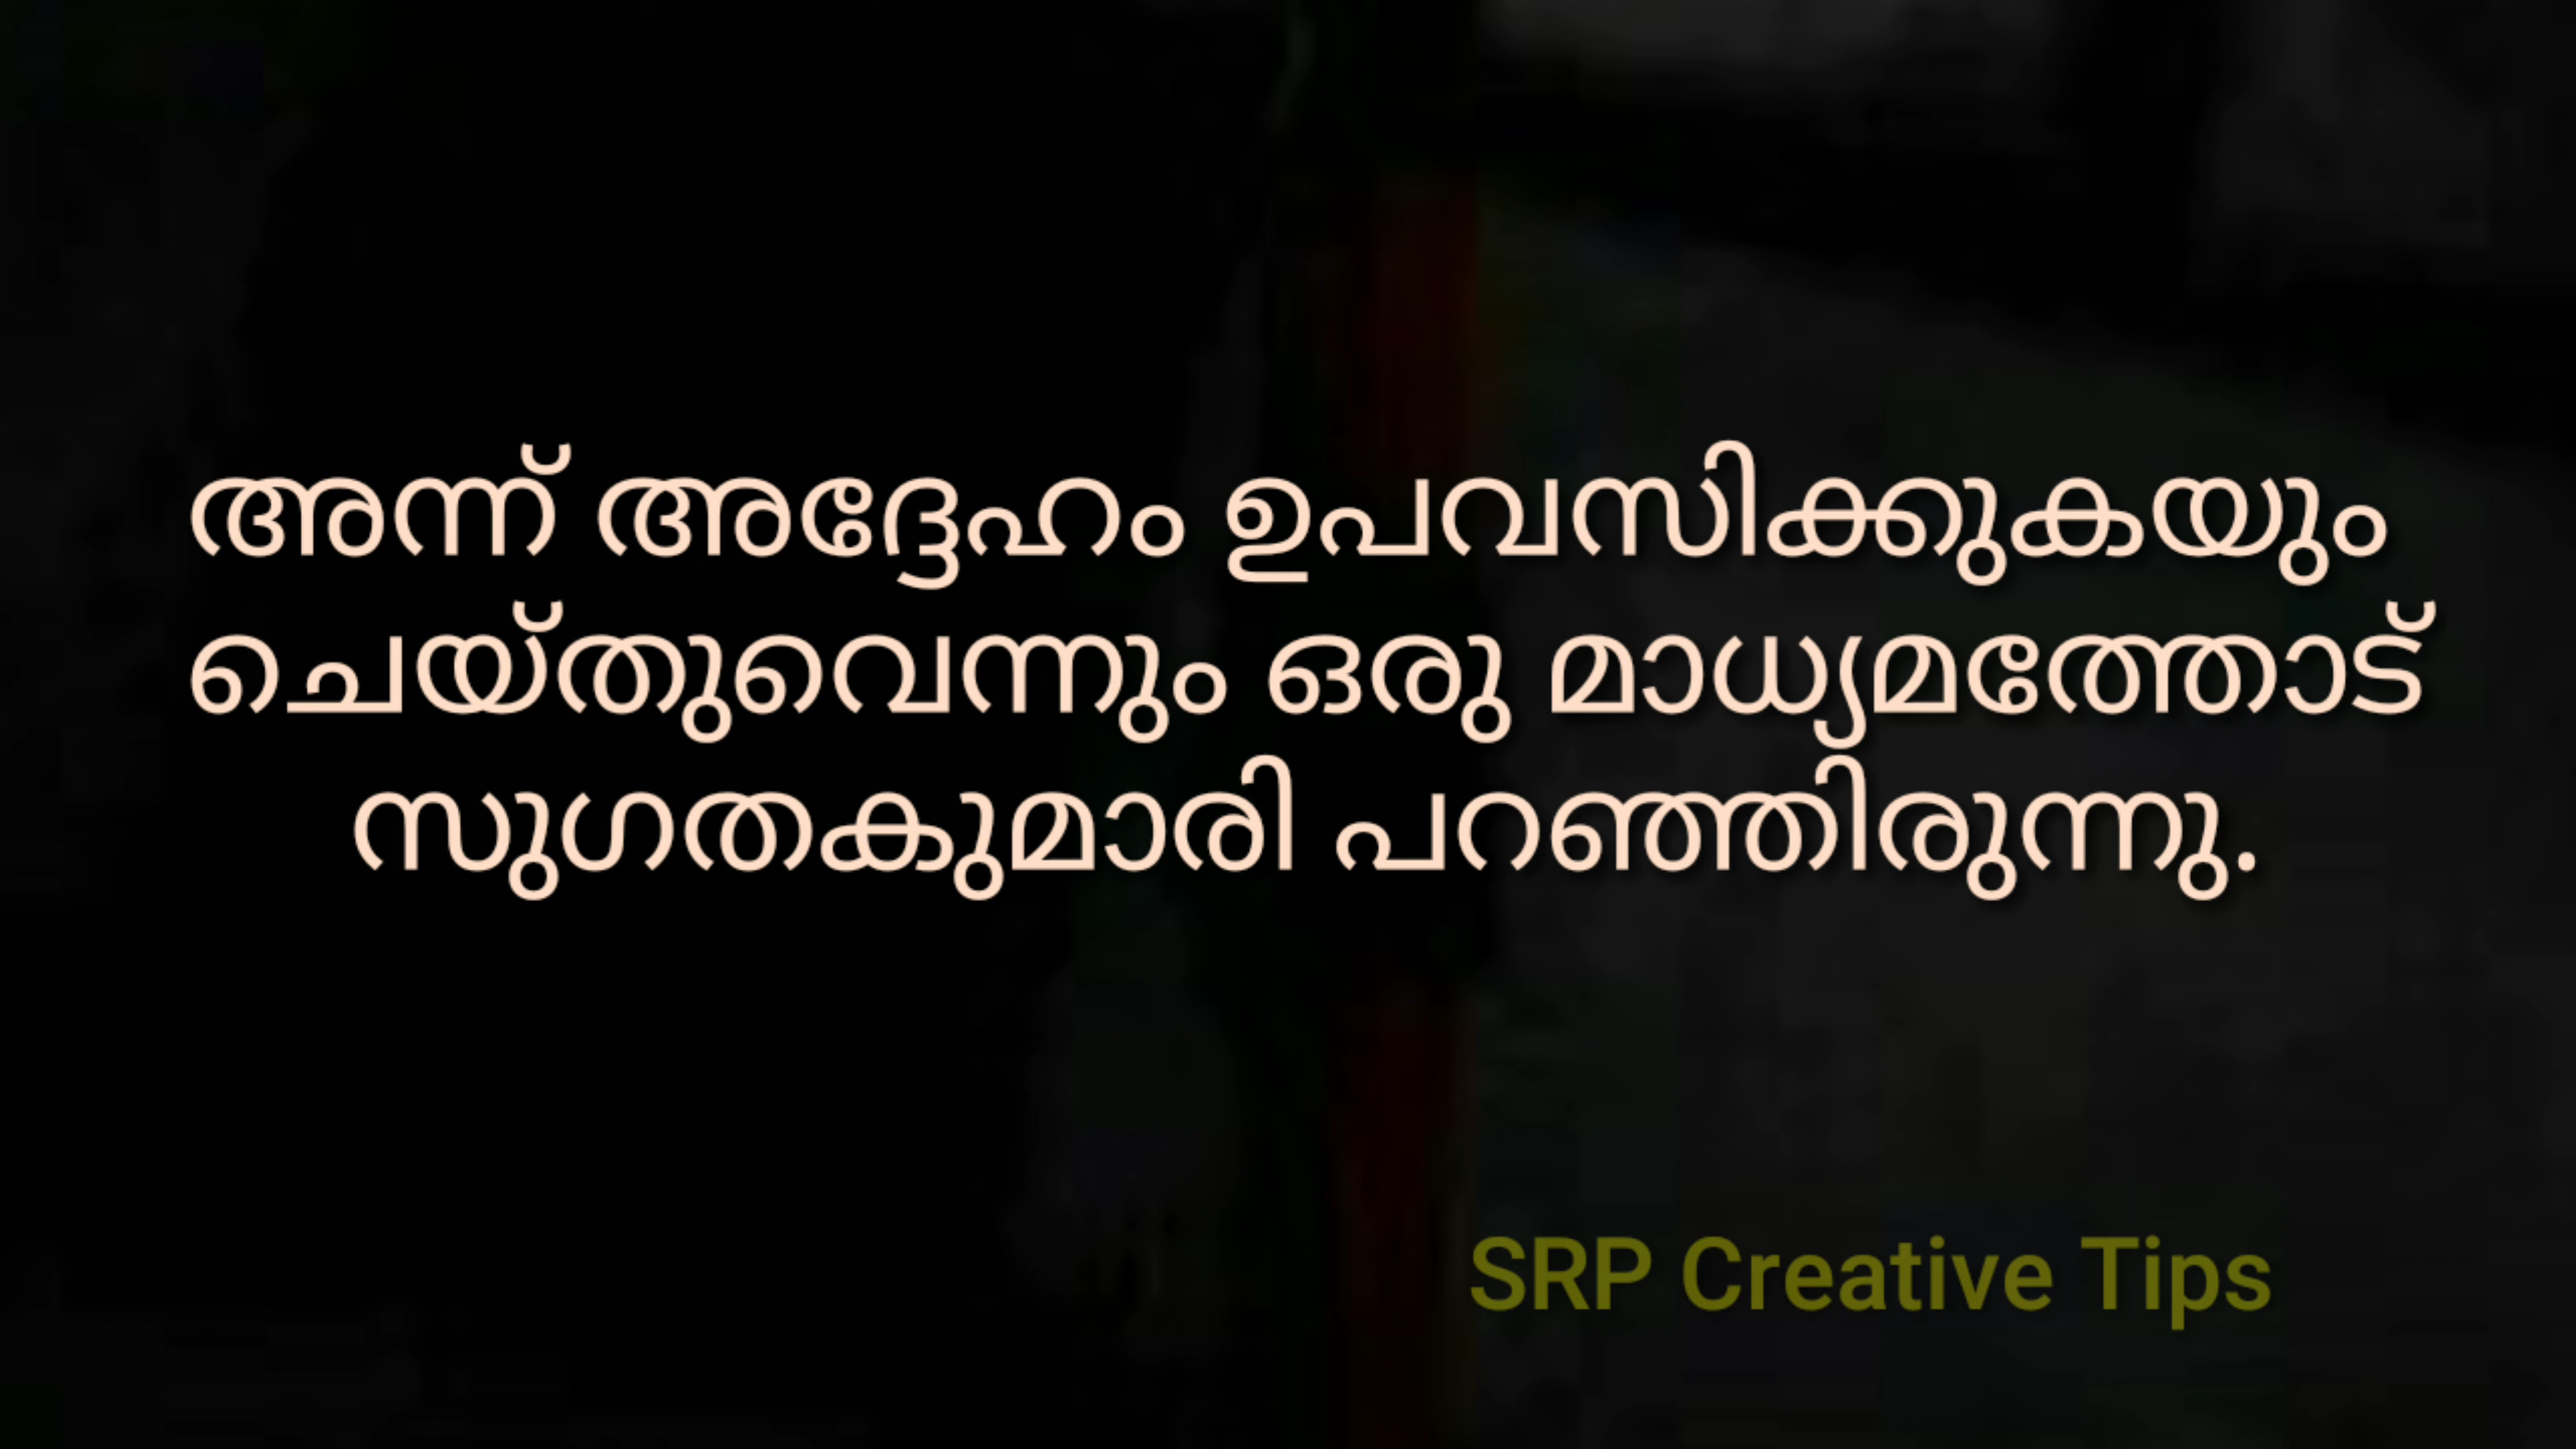 അന്ന് അദ്ദേഹം ഉപവസിക്കുകയും
ചെയ്തുവെന്നും ഒരു മാധ്യമത്തോട്
സുഗതകുമാരി പറഞ്ഞിരുന്നു.
SRP Creative Tips